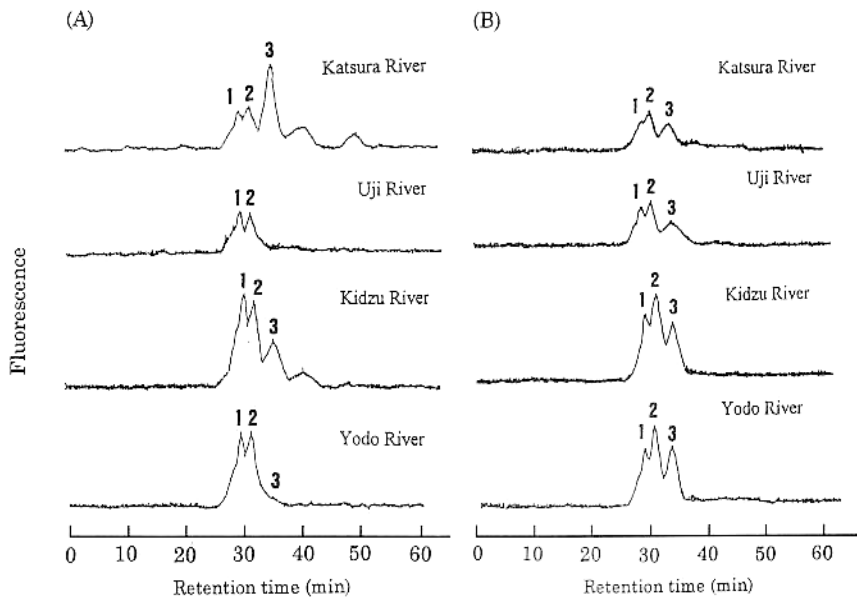 (A)
Katsura River
1 2 3
Uji River
1 2
Kidzu River
1 2 3
Yodo River
1 2 3
0 10 20 30 40 50 60
Retention time (min)
Fluorescence
(B)
Katsura River
1 2 3
Uji River
1 2 3
Kidzu River
1 2 3
Yodo River
1 2 3
0 10 20 30 40 50 60
Retention time (min)